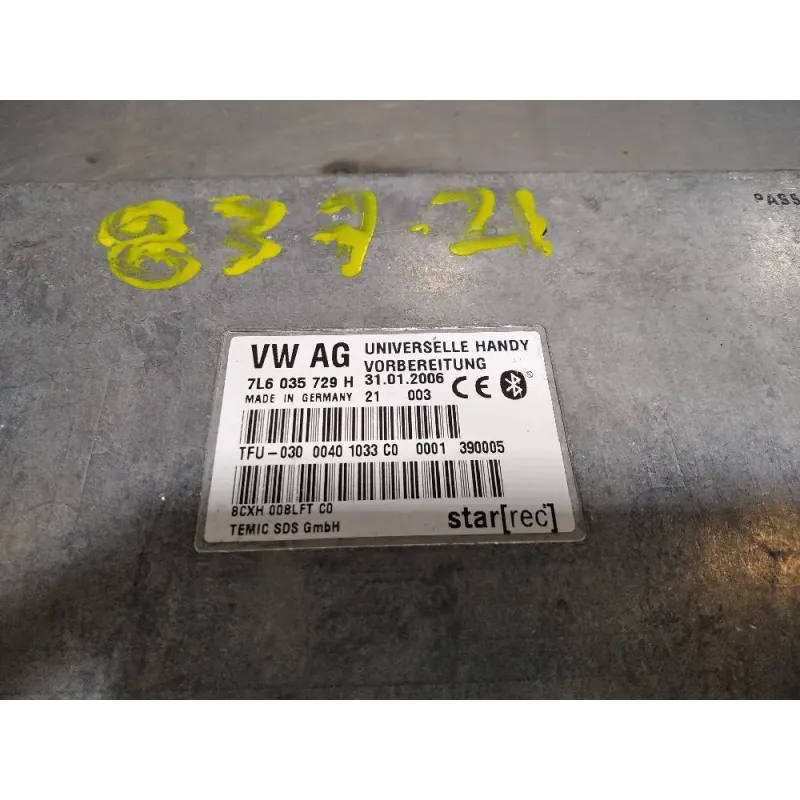 837-21
PASS
VW AG UNIVERSELLE HANDY
VORBEREITUNG
7L6 035 729 H 31.01.2006
MADE IN GERMANY 21 003 CE
TFU-030 0040 1033 C0 0001 390005
8CXH 008LFT C0
TEMIC SDS GmbH star[rec]